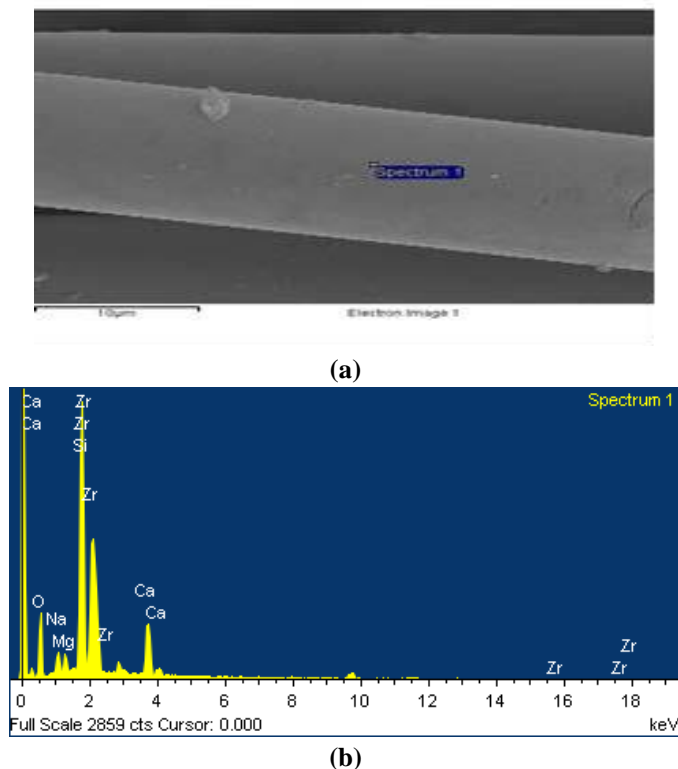 Spectrum 1
10µm Electron Image 1
(a)
Ca Zr Spectrum 1
Ca Zr
Si
Zr
Ca
O Ca
Na
Mg Zr
Zr
Zr Zr
0 2 4 6 8 10 12 14 16 18
Full Scale 2859 cts Cursor: 0.000 keV
(b)